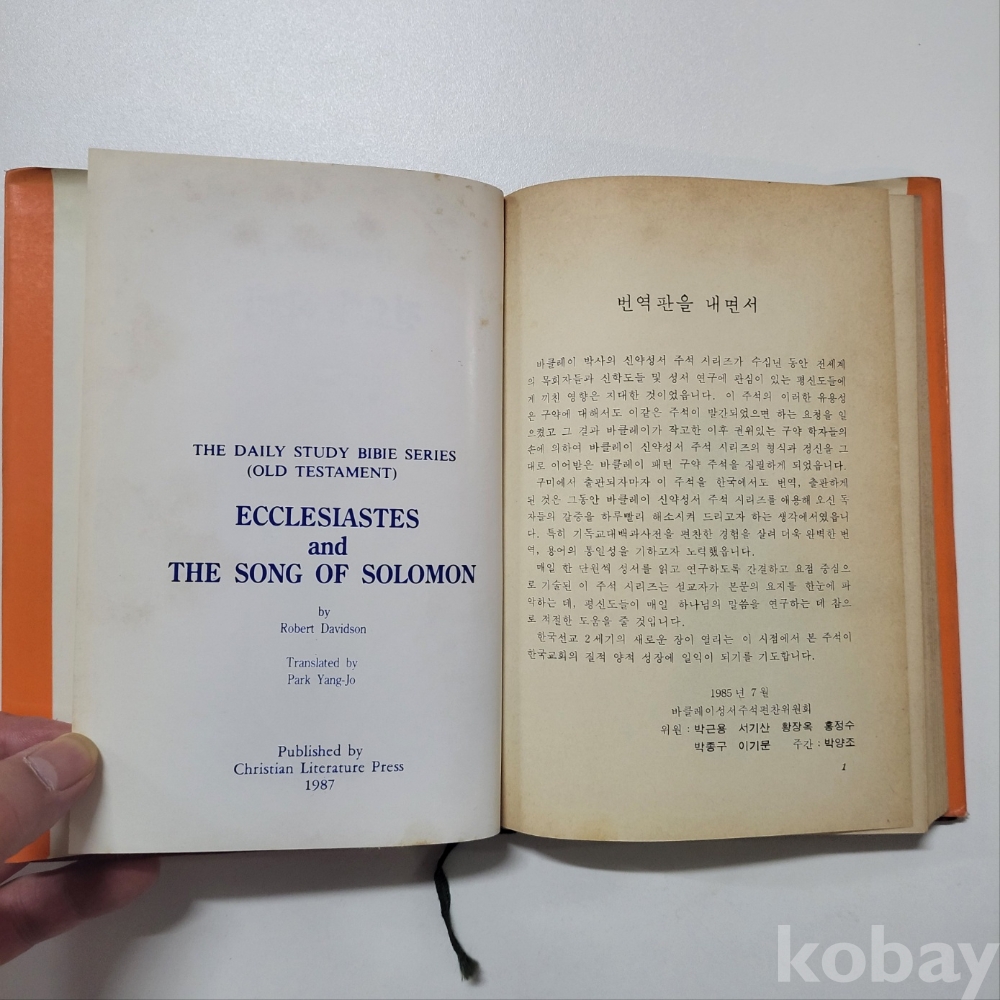 THE DAILY STUDY BIBIE SERIES
(OLD TESTAMENT)
ECCLESIASTES
and
THE SONG OF SOLOMON
by
Robert Davidson
Translated by
Park Yang-Jo
Published by
Christian Literature Press
1987
번역판을 내면서
바클레이 박사의 신약성서 주석 시리즈가 수십년 동안 전세계
의 목회자들과 신학도들 및 성서 연구에 관심이 있는 평신도들에
게 끼친 영향은 지대한 것이었읍니다. 이 주석의 이러한 유용성
은 구약에 대해서도 이같은 주석이 발간되었으면 하는 요청을 일
으켰고 그 결과 바클레이가 작고한 이후 권위있는 구약 학자들의
손에 의하여 바클레이 신약성서 주석 시리즈의 형식과 정신을 그
대로 이어받은 바클레이 패턴 구약 주석을 집필하게 되었읍니다.
구미에서 출판되자마자 이 주석을 한국에서도 번역, 출판하게
된 것은 그동안 바클레이 신약성서 주석 시리즈를 애용해 오신 독
자들의 갈증을 하루빨리 해소시켜 드리고자 하는 생각에서였읍니
다. 특히 기독교대백과사전을 편찬한 경험을 살려 더욱 완벽한 번
역, 용어의 통일성을 기하고자 노력했읍니다.
매일 한 단원씩 성서를 읽고 연구하도록 간결하고 요점 중심으
로 기술된 이 주석 시리즈는 설교자가 본문의 요지를 한눈에 파
악하는 데, 평신도들이 매일 하나님의 말씀을 연구하는 데 참으
로 적절한 도움을 줄 것입니다.
한국선교 2세기의 새로운 장이 열리는 이 시점에서 본 주석이
한국교회의 질적 양적 성장에 일익이 되기를 기도합니다.
1985년 7월
바클레이성서주석편찬위원회
위원 : 박근용 서기산 황장옥 홍정수
박종구 이기문 주간 : 박양조
1
kobay